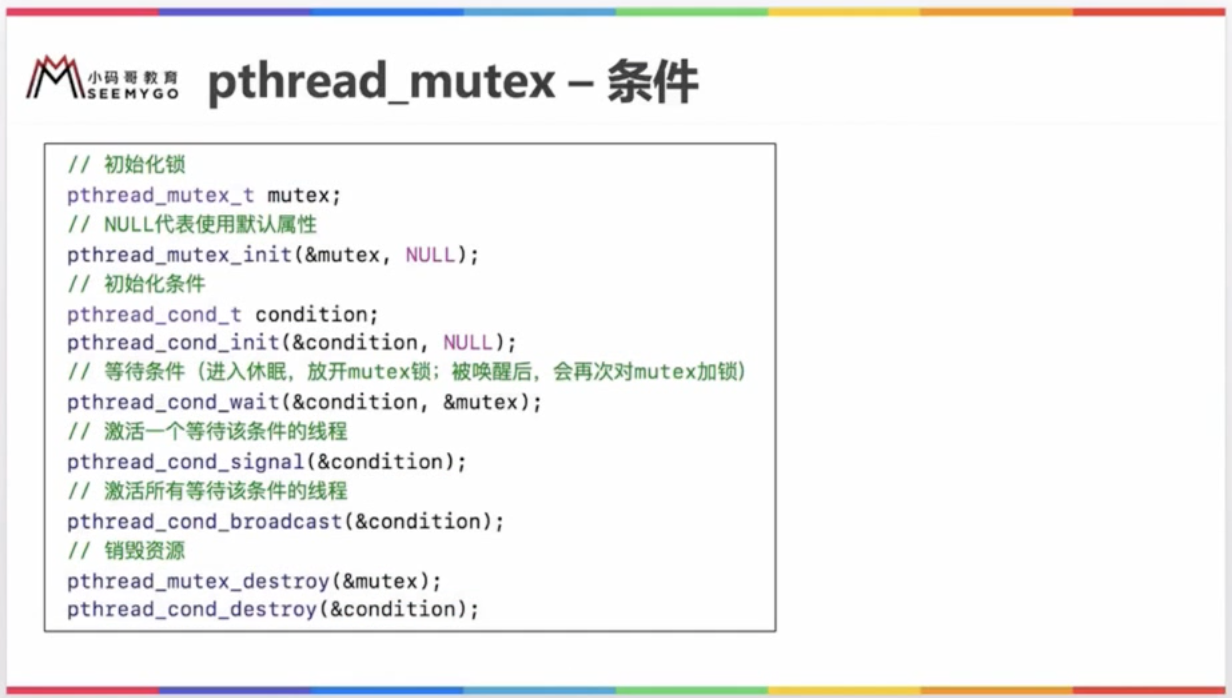 小码哥教育
SEEMYGO
pthread_mutex – 条件
// 初始化锁
pthread_mutex_t mutex;
// NULL代表使用默认属性
pthread_mutex_init(&mutex, NULL);
// 初始化条件
pthread_cond_t condition;
pthread_cond_init(&condition, NULL);
// 等待条件（进入休眠，放开mutex锁；被唤醒后，会再次对mutex加锁）
pthread_cond_wait(&condition, &mutex);
// 激活一个等待该条件的线程
pthread_cond_signal(&condition);
// 激活所有等待该条件的线程
pthread_cond_broadcast(&condition);
// 销毁资源
pthread_mutex_destroy(&mutex);
pthread_cond_destroy(&condition);